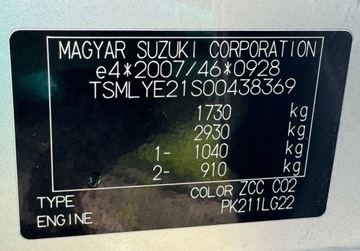 MAGYAR SUZUKI CORPORATION
e4*2007/46*0928
TSMLYE21S00438369
1730 kg
2930 kg
1- 1040 kg
2- 910 kg
COLOR ZCC C02
TYPE PK211LG22
ENGINE